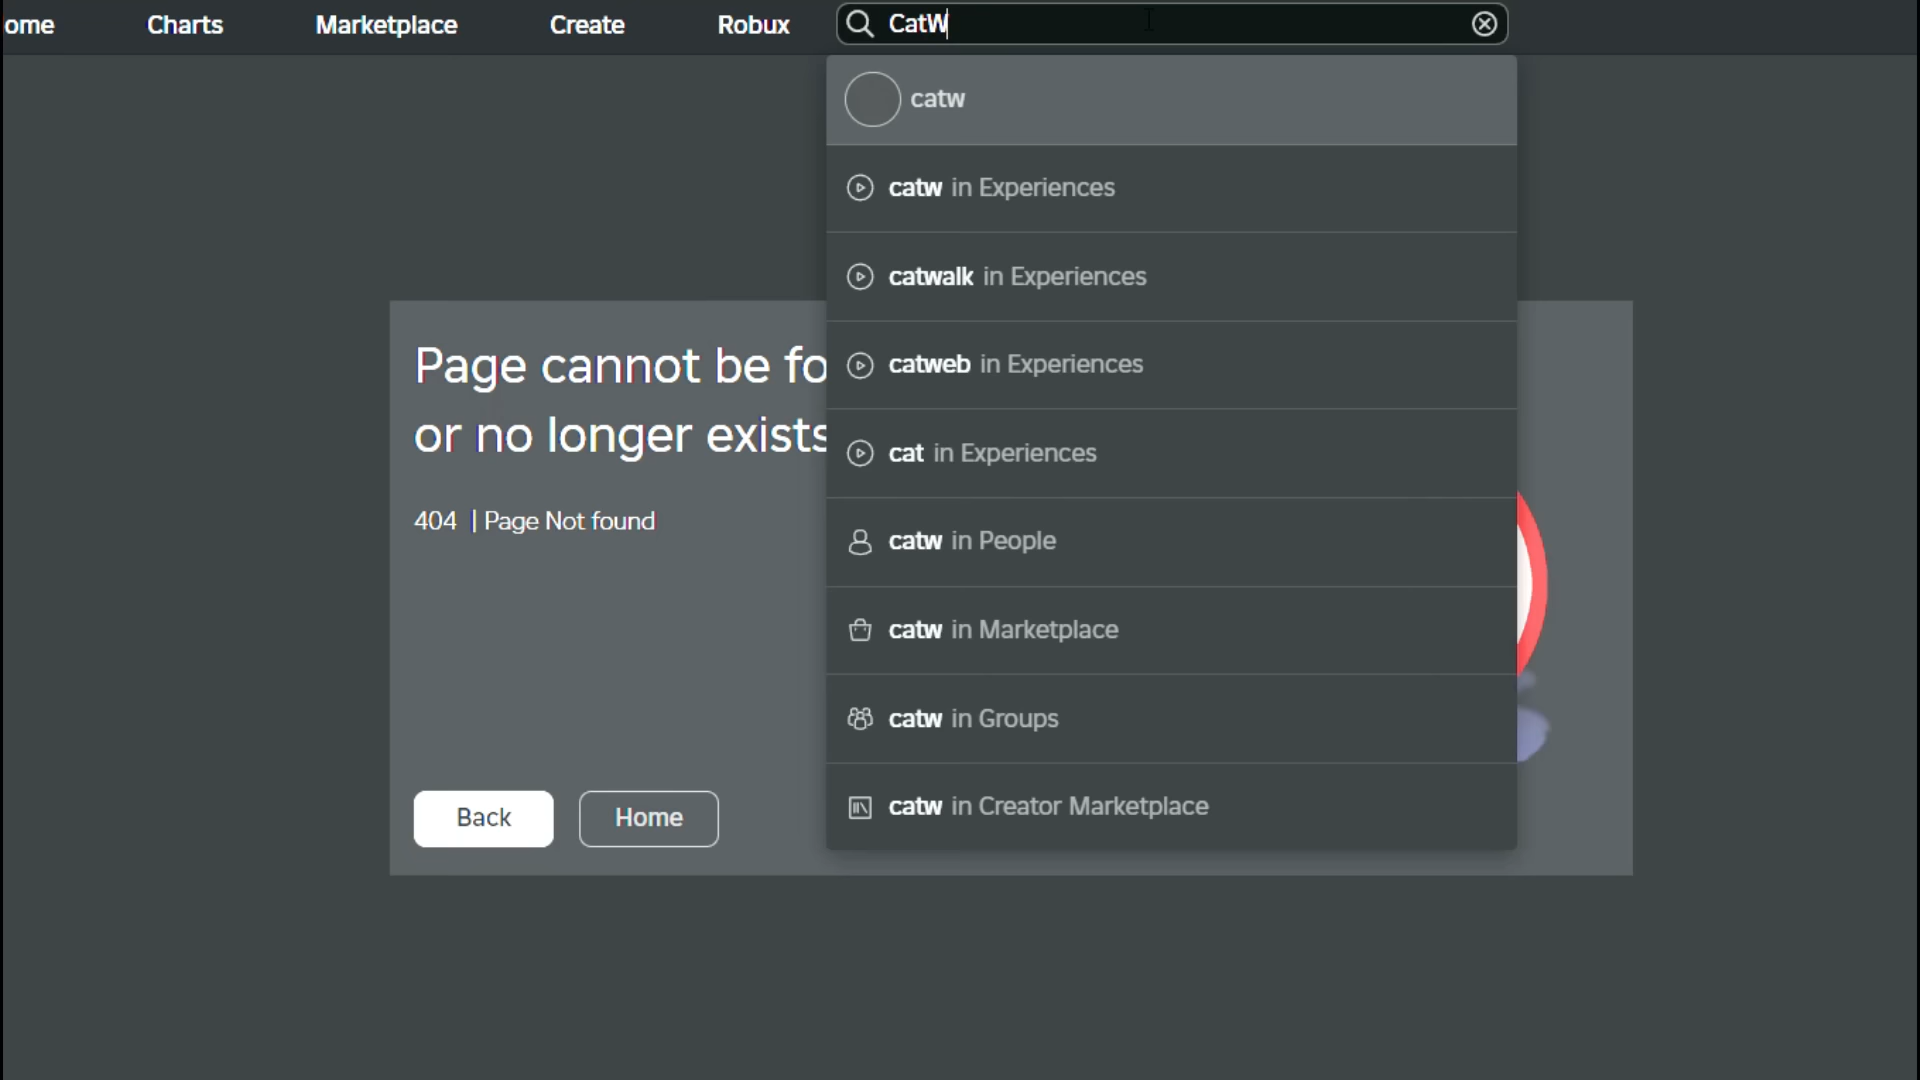 ome Charts Marketplace Create Robux CatW
catw
catw in Experiences
catwalk in Experiences
catweb in Experiences
cat in Experiences
catw in People
catw in Marketplace
catw in Groups
catw in Creator Marketplace
Page cannot be fo
or no longer exists
404 | Page Not found
Back Home